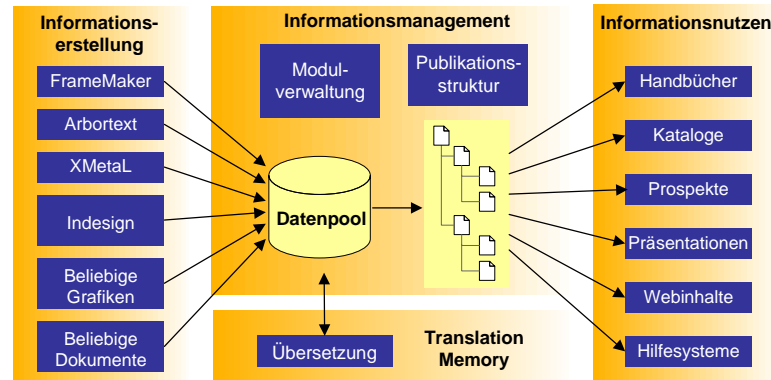 Informations-
erstellung
FrameMaker
Arbortext
XMetaL
Indesign
Beliebige
Grafiken
Beliebige
Dokumente
Informationsmanagement
Modul-
verwaltung
Publikations-
struktur
Datenpool
Übersetzung
Translation
Memory
Informationsnutzen
Handbücher
Kataloge
Prospekte
Präsentationen
Webinhalte
Hilfesysteme